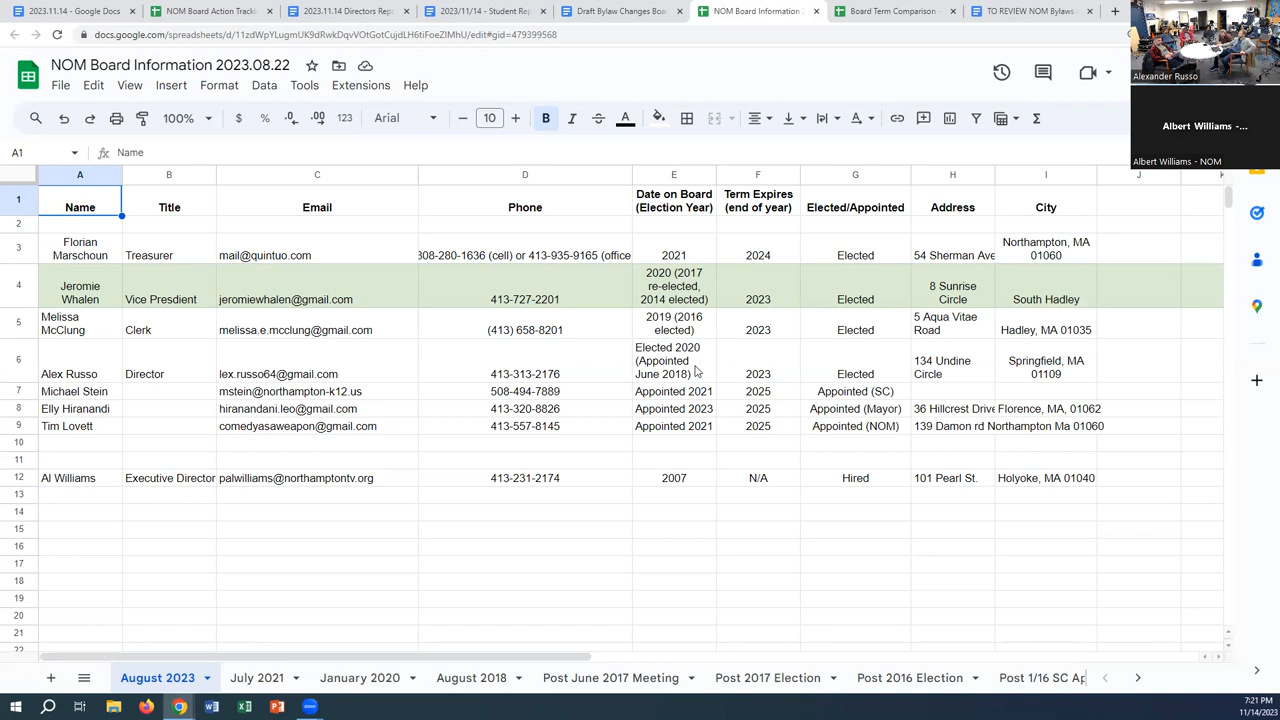 2023.11.14 - Google Docs
NOM Board Action Tracki
2023.11.14 Directors Rep
2023/11/14 - Student Re
Draft Bylaw Changes Boa
NOM Board Information 2
Board Term Compositio
TO REVIEW NOM Bylaws -
docs.google.com/spreadsheets/d/11zdWpYLugmUK9dRwkDqvVOtGotCujdLH6tiFog3lMhU/edit#gid=479399568
NOM Board Information 2023.08.22
File Edit View Insert Format Data Tools Extensions Help
100% $ % .0 .00 123 Arial 10 B I S A
A1 fx Name
A B C D E F G H I J K
1 Name Title Email Phlne Date on Board (Election Year) Term Expires (end of year) Elected/Appointed Address City
2
3 Florian Marschoun Treasurer mail@quintuo.com 308-280-1636 (cell) or 413-935-9165 (office 2021 2024 Elected 54 Sherman Ave Northampton, MA 01060
4 Jeromie Whalen Vice Presdient jeromiewhalen@gmail.com 413-727-2201 2020 (2017 re-elected, 2014 elected) 2023 Elected 8 Sunrise Circle South Hadley
5 Melissa McClung Clerk melissa.e.mcclung@gmail.com (413) 658-8201 2019 (2016 elected) 2023 Elected 5 Aqua Vitae Road Hadley, MA 01035
6 Alex Russo Director lex.russo64@gmail.com 413-313-2176 Elected 2020 (Appointed June 2018) 2023 Elected 134 Undine Circle Springfield, MA 01109
7 Michael Stein mstein@northampton-k12.us 508-494-7889 Appointed 2021 2025 Appointed (SC)
8 Elly Hiranandi hiranandani.leo@gmail.com 413-320-8826 Appointed 2023 2025 Appointed (Mayor) 36 Hillcrest Drive Florence, MA, 01062
9 Tim Lovett comedyasaweapon@gmail.com 413-557-8145 Appointed 2021 2025 Appointed (NOM) 139 Damon rd Northampton Ma 01060
10
11
12 Al Williams Executive Director palwilliams@northamptontv.org 413-231-2174 2007 N/A Hired 101 Pearl St. Holyoke, MA 01040
13
14
15
16
17
18
19
20
21
22
August 2023 July 2021 January 2020 August 2018 Post June 2017 Meeting Post 2017 Election Post 2016 Election Post 1/16 SC Ap
Alexander Russo
Albert Williams -...
Albert Williams - NOM
7:21 PM
11/14/2023